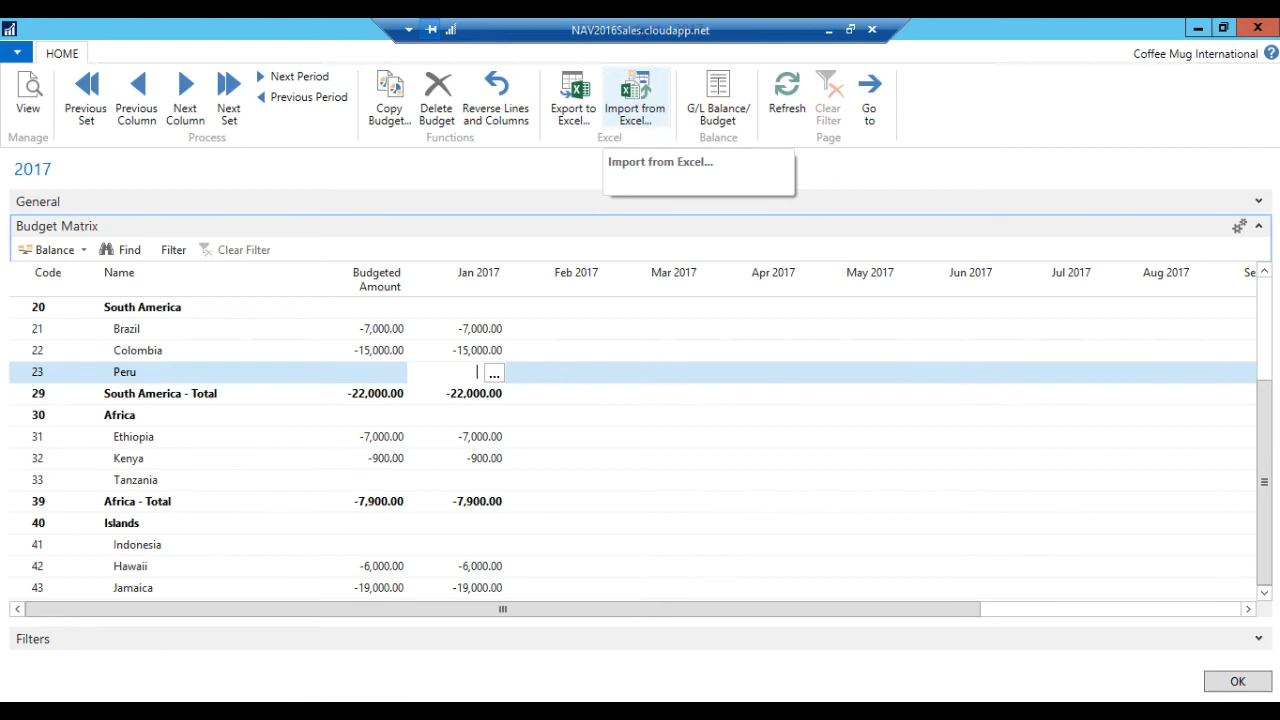 NAV2016Sales.cloudapp.net
HOME
Coffee Mug International
View
Previous Set
Previous Column
Next Column
Next Set
Next Period
Previous Period
Copy Budget...
Delete Budget
Reverse Lines and Columns
Export to Excel...
Import from Excel...
G/L Balance/ Budget
Refresh
Clear Filter
Go to
Manage
Process
Functions
Excel
Balance
Page
Import from Excel...
2017
General
Budget Matrix
Balance Find Filter Clear Filter
Code Name Budgeted Amount Jan 2017 Feb 2017 Mar 2017 Apr 2017 May 2017 Jun 2017 Jul 2017 Aug 2017 Se
20 South America
21 Brazil -7,000.00 -7,000.00
22 Colombia -15,000.00 -15,000.00
23 Peru ...
29 South America - Total -22,000.00 -22,000.00
30 Africa
31 Ethiopia -7,000.00 -7,000.00
32 Kenya -900.00 -900.00
33 Tanzania
39 Africa - Total -7,900.00 -7,900.00
40 Islands
41 Indonesia
42 Hawaii -6,000.00 -6,000.00
43 Jamaica -19,000.00 -19,000.00
Filters
OK